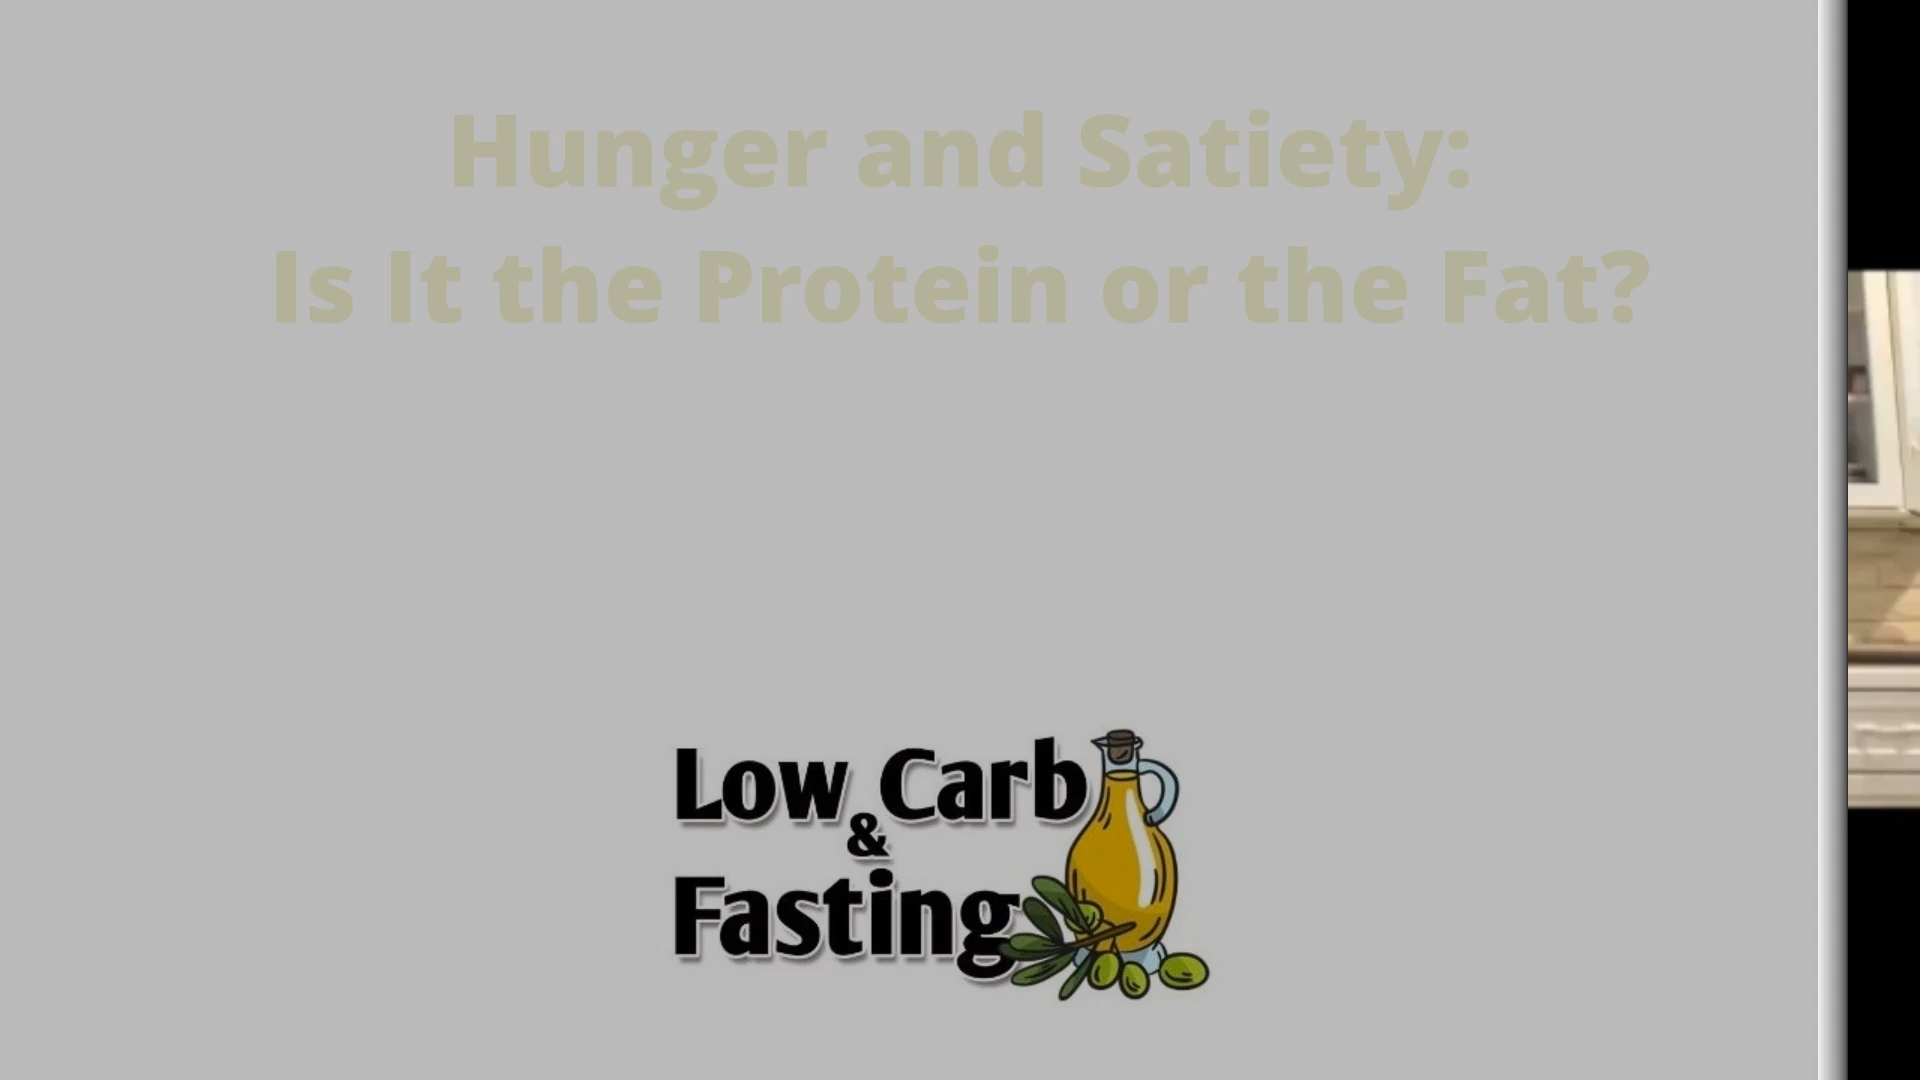 Hunger and Satiety:
Is It the Protein or the Fat?
Low Carb
&
Fasting